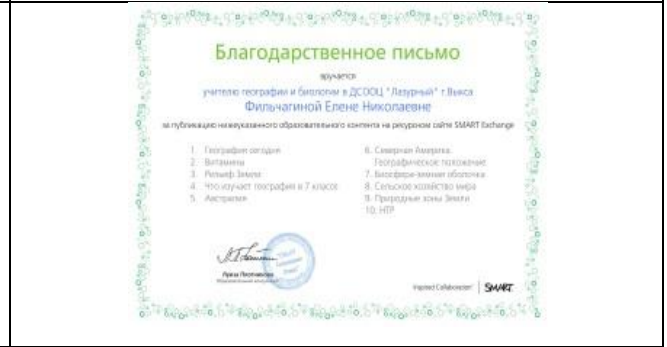 Благодарственное письмо
вручается
учителю географии и биологии в ДСООЦ "Лазурный" г.Выкса
Фильчагиной Елене Николаевне
за публикацию нижеуказанного образовательного контента на ресурсном сайте SMART Exchange
1. География сегодня
2. Витамины
3. Рельеф Земли
4. Что изучает география в 7 классе
5. Австралия
6. Северная Америка.
Географическое положение
7. Биосфера-земная оболочка
8. Сельское хозяйство мира
9. Природные зоны Земли
10. НТР
Inspired Collaboration
SMART